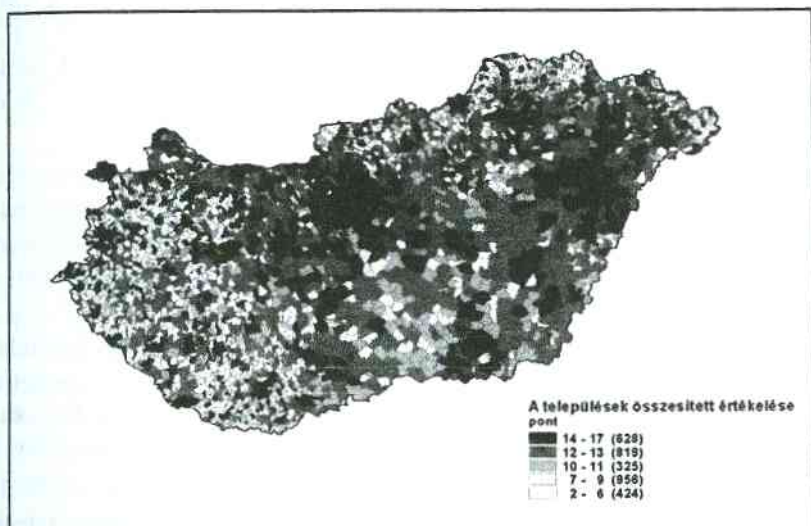 A települések összesített értékelése
pont
14 - 17 (628)
12 - 13 (819)
10 - 11 (325)
7 - 9 (956)
2 - 6 (424)